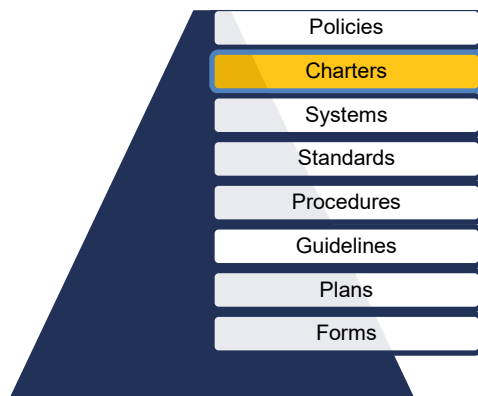 Policies
Charters
Systems
Standards
Procedures
Guidelines
Plans
Forms